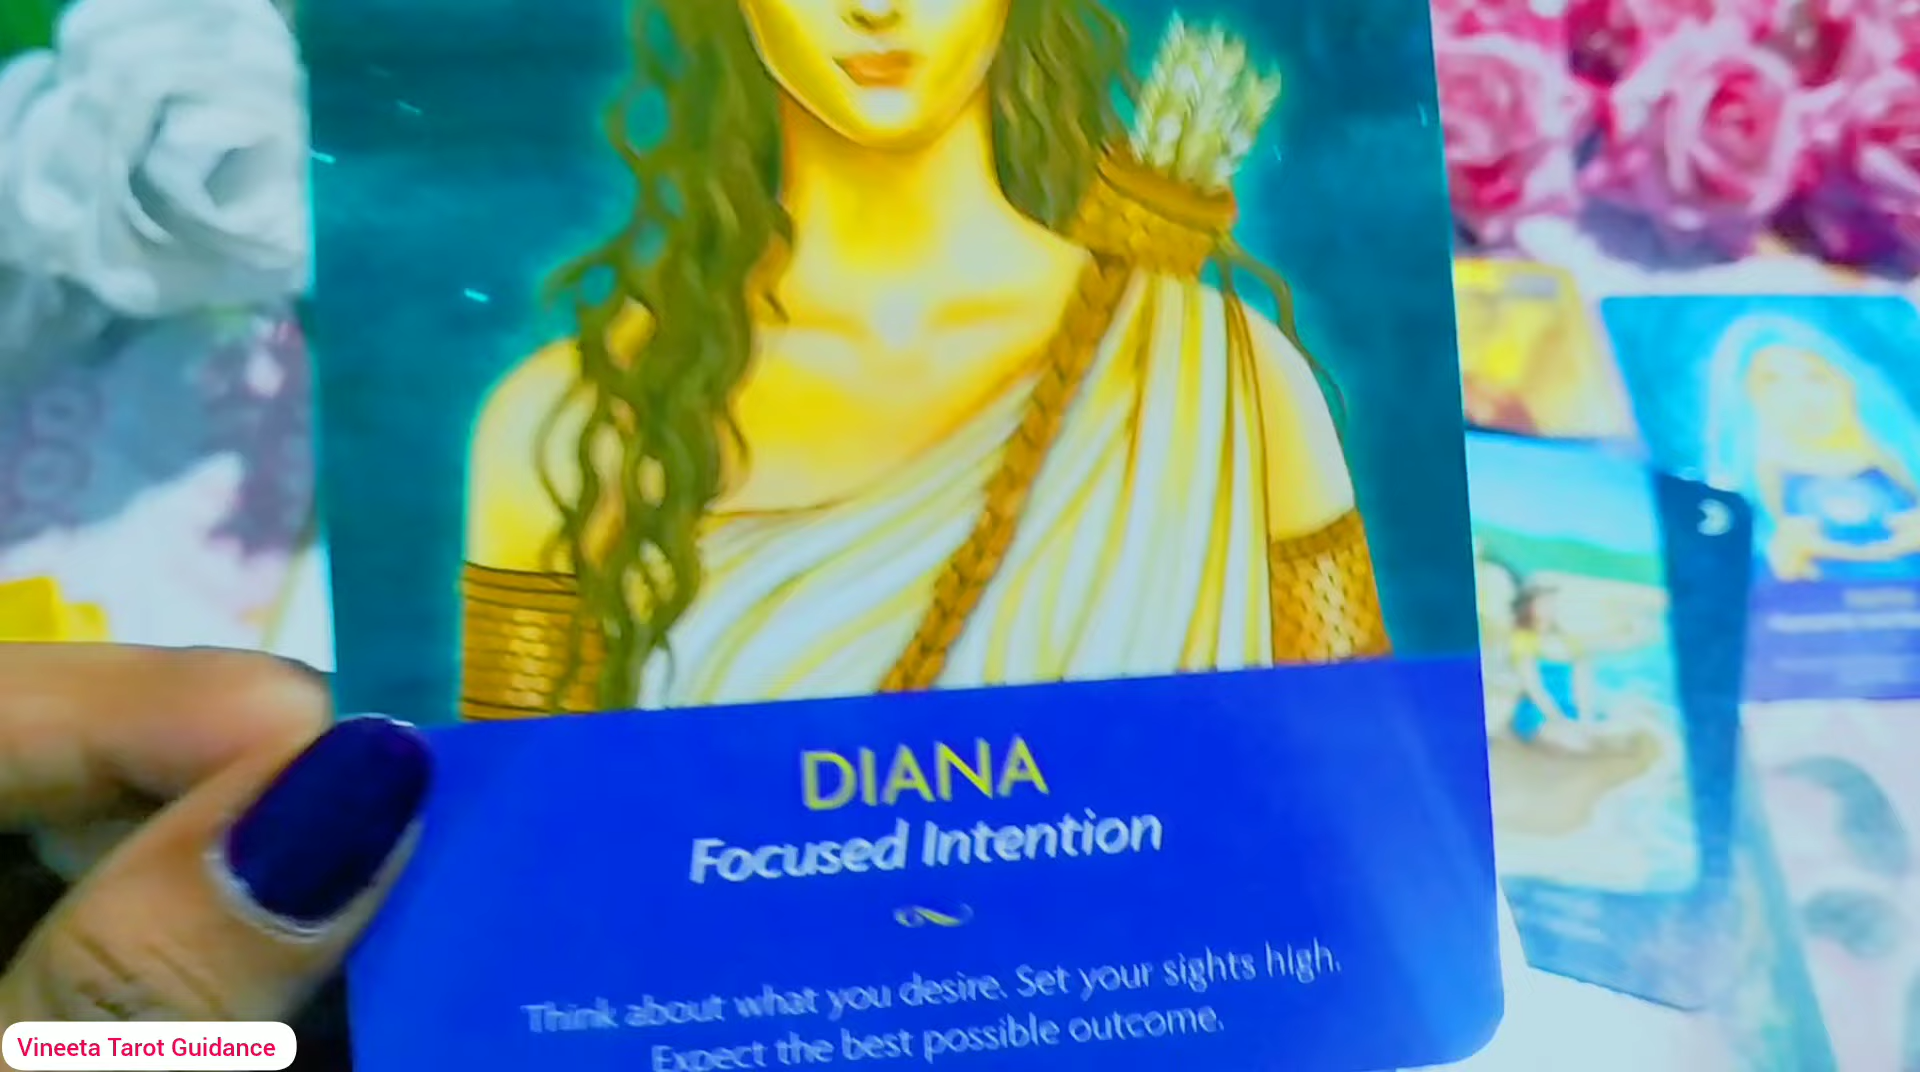 DIANA
Focused Intention
Think about what you desire. Set your sights high.
Expect the best possible outcome.
Vineeta Tarot Guidance